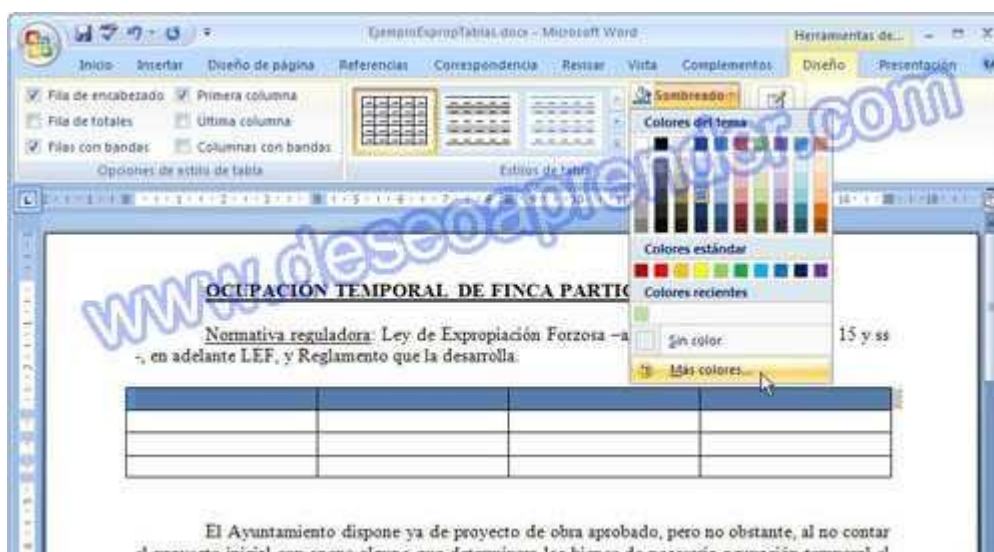 EjemploExpropTablas.docx - Microsoft Word
Herramientas de...
Inicio Insertar Diseño de página Referencias Correspondencia Revisar Vista Complementos Diseño Presentación
Fila de encabezado Primera columna
Fila de totales Última columna
Filas con bandas Columnas con bandas
Opciones de estilo de tabla
Estilos de tabla
Sombreado
Colores del tema
Colores estándar
Colores recientes
Sin color
Más colores...
www.deseoaprender.com
OCUPACIÓN TEMPORAL DE FINCA
Normativa reguladora: Ley de Expropiación Forzosa –a 15 y ss
-, en adelante LEF, y Reglamento que la desarrolla.
El Ayuntamiento dispone ya de proyecto de obra aprobado, pero no obstante, al no contar